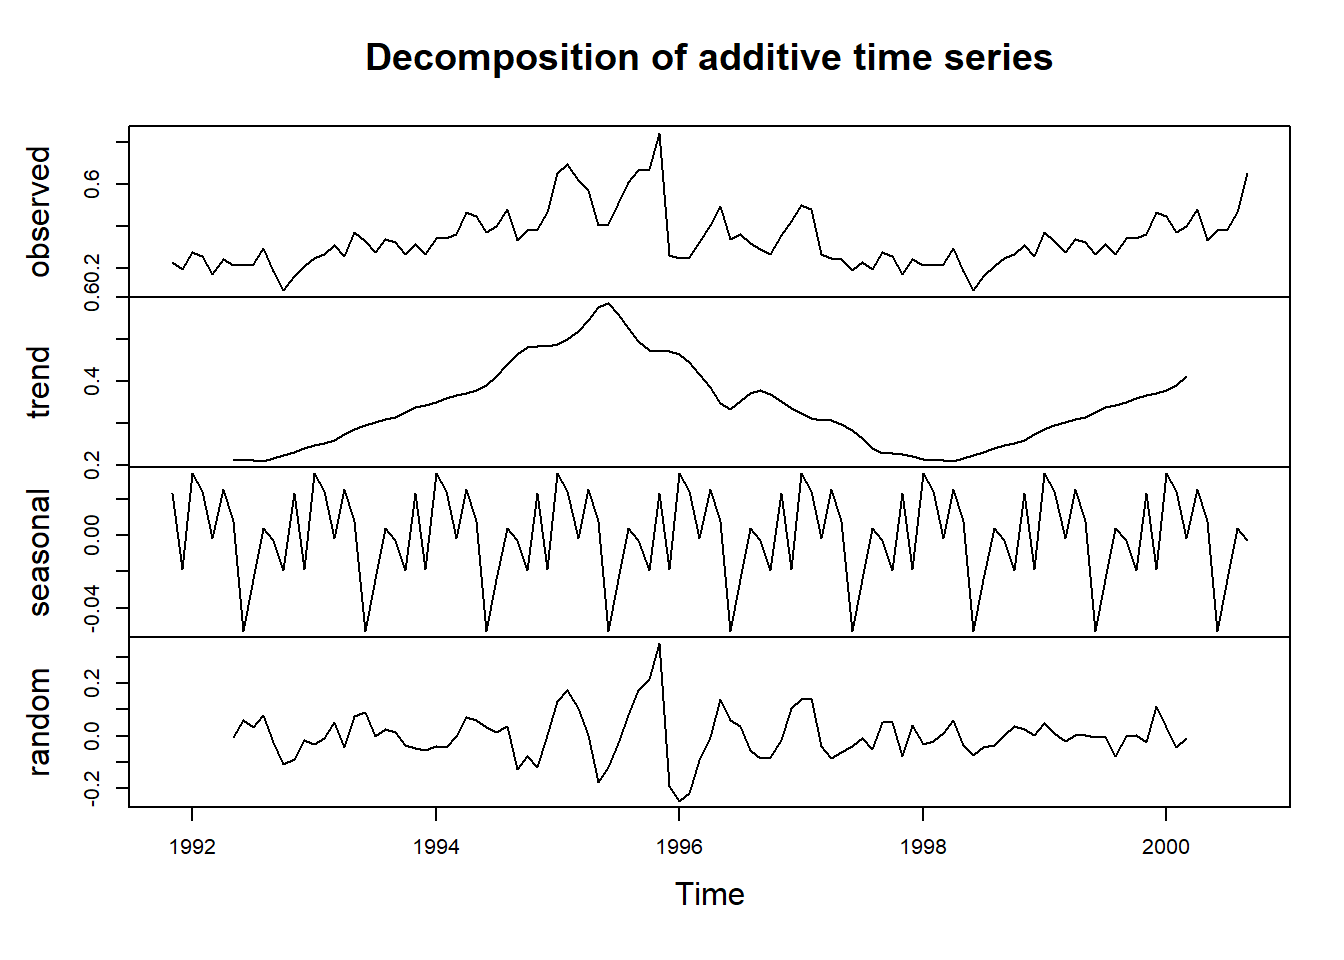 Decomposition of additive time series
observed
0.2 0.6
trend
0.2 0.4 0.6
seasonal
-0.04 0.00
random
-0.2 0.0 0.2
1992 1994 1996 1998 2000
Time